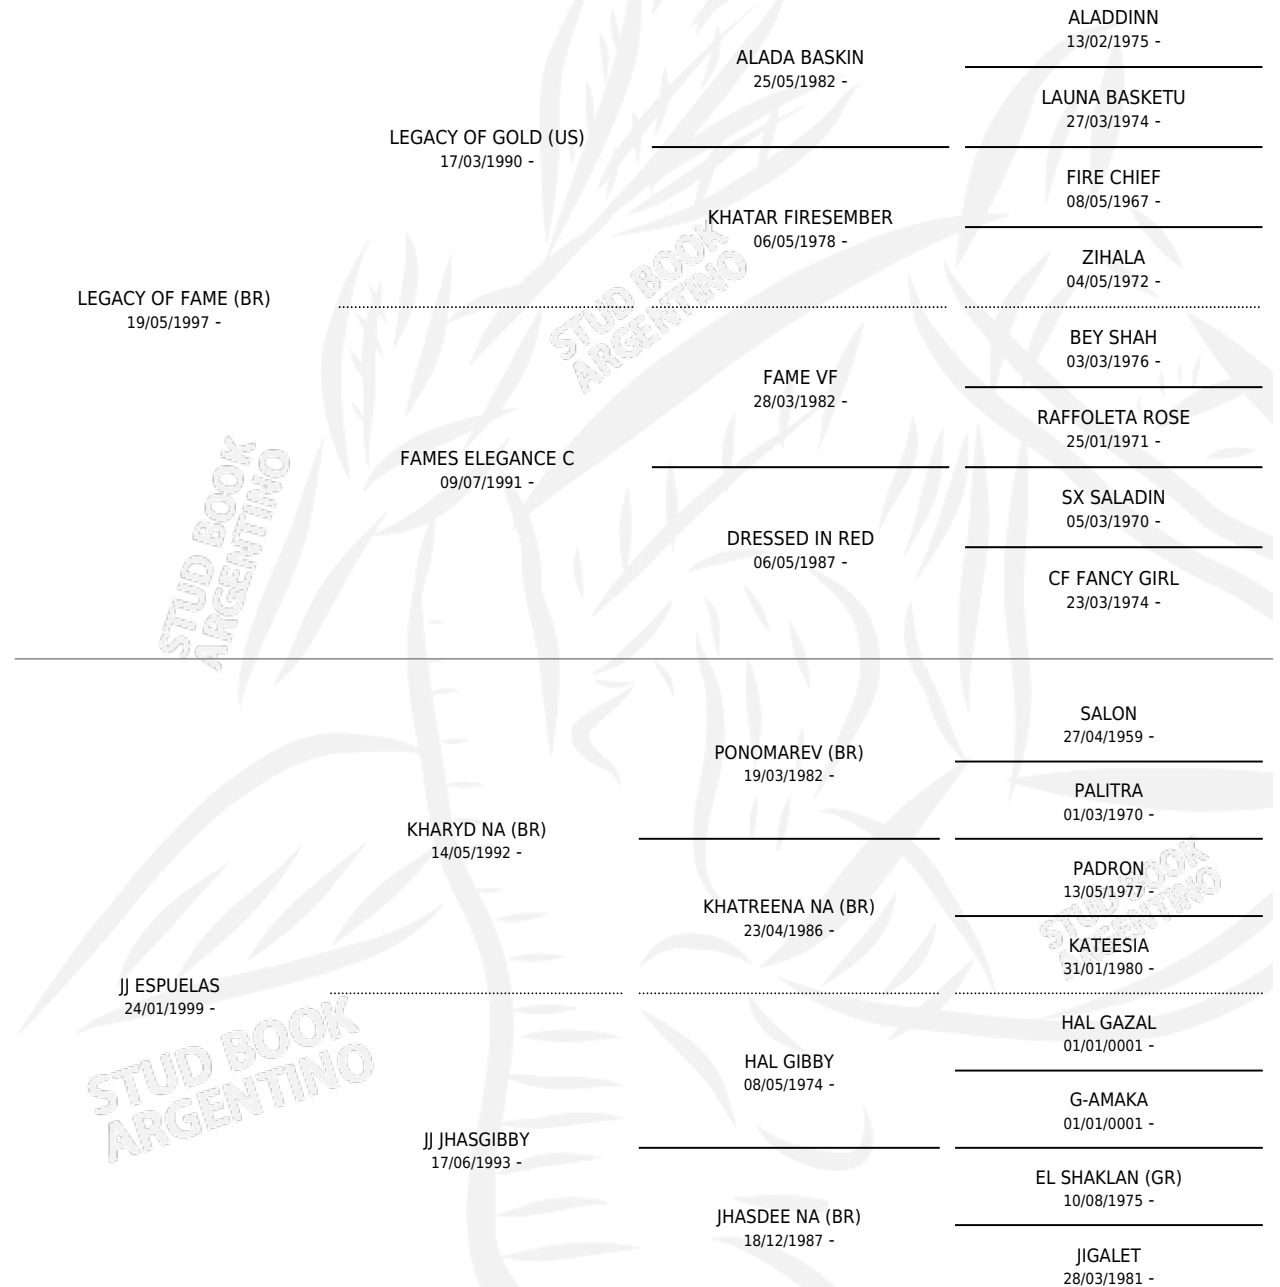 ALADDINN
13/02/1975 -
ALADA BASKIN
25/05/1982 -
LAUNA BASKETU
27/03/1974 -
LEGACY OF GOLD (US)
17/03/1990 -
FIRE CHIEF
08/05/1967 -
KHATAR FIRESEMBER
06/05/1978 -
ZIHALA
04/05/1972 -
LEGACY OF FAME (BR)
19/05/1997 -
STUD BOOK
ARGENTINO
BEY SHAH
03/03/1976 -
FAME VF
28/03/1982 -
RAFFOLETA ROSE
25/01/1971 -
FAMES ELEGANCE C
09/07/1991 -
SX SALADIN
05/03/1970 -
DRESSED IN RED
06/05/1987 -
CF FANCY GIRL
23/03/1974 -
STUD BOOK
ARGENTINO
SALON
27/04/1959 -
PONOMAREV (BR)
19/03/1982 -
PALITRA
01/03/1970 -
KHARYD NA (BR)
14/05/1992 -
PADRON
13/05/1977 -
KHATREENA NA (BR)
23/04/1986 -
STUD BOOK
ARGENTINO
KATEESIA
31/01/1980 -
JJ ESPUELAS
24/01/1999 -
STUD BOOK
ARGENTINO
HAL GAZAL
01/01/0001 -
HAL GIBBY
08/05/1974 -
G-AMAKA
01/01/0001 -
JJ JHASGIBBY
17/06/1993 -
EL SHAKLAN (GR)
10/08/1975 -
JHASDEE NA (BR)
18/12/1987 -
JIGALET
28/03/1981 -